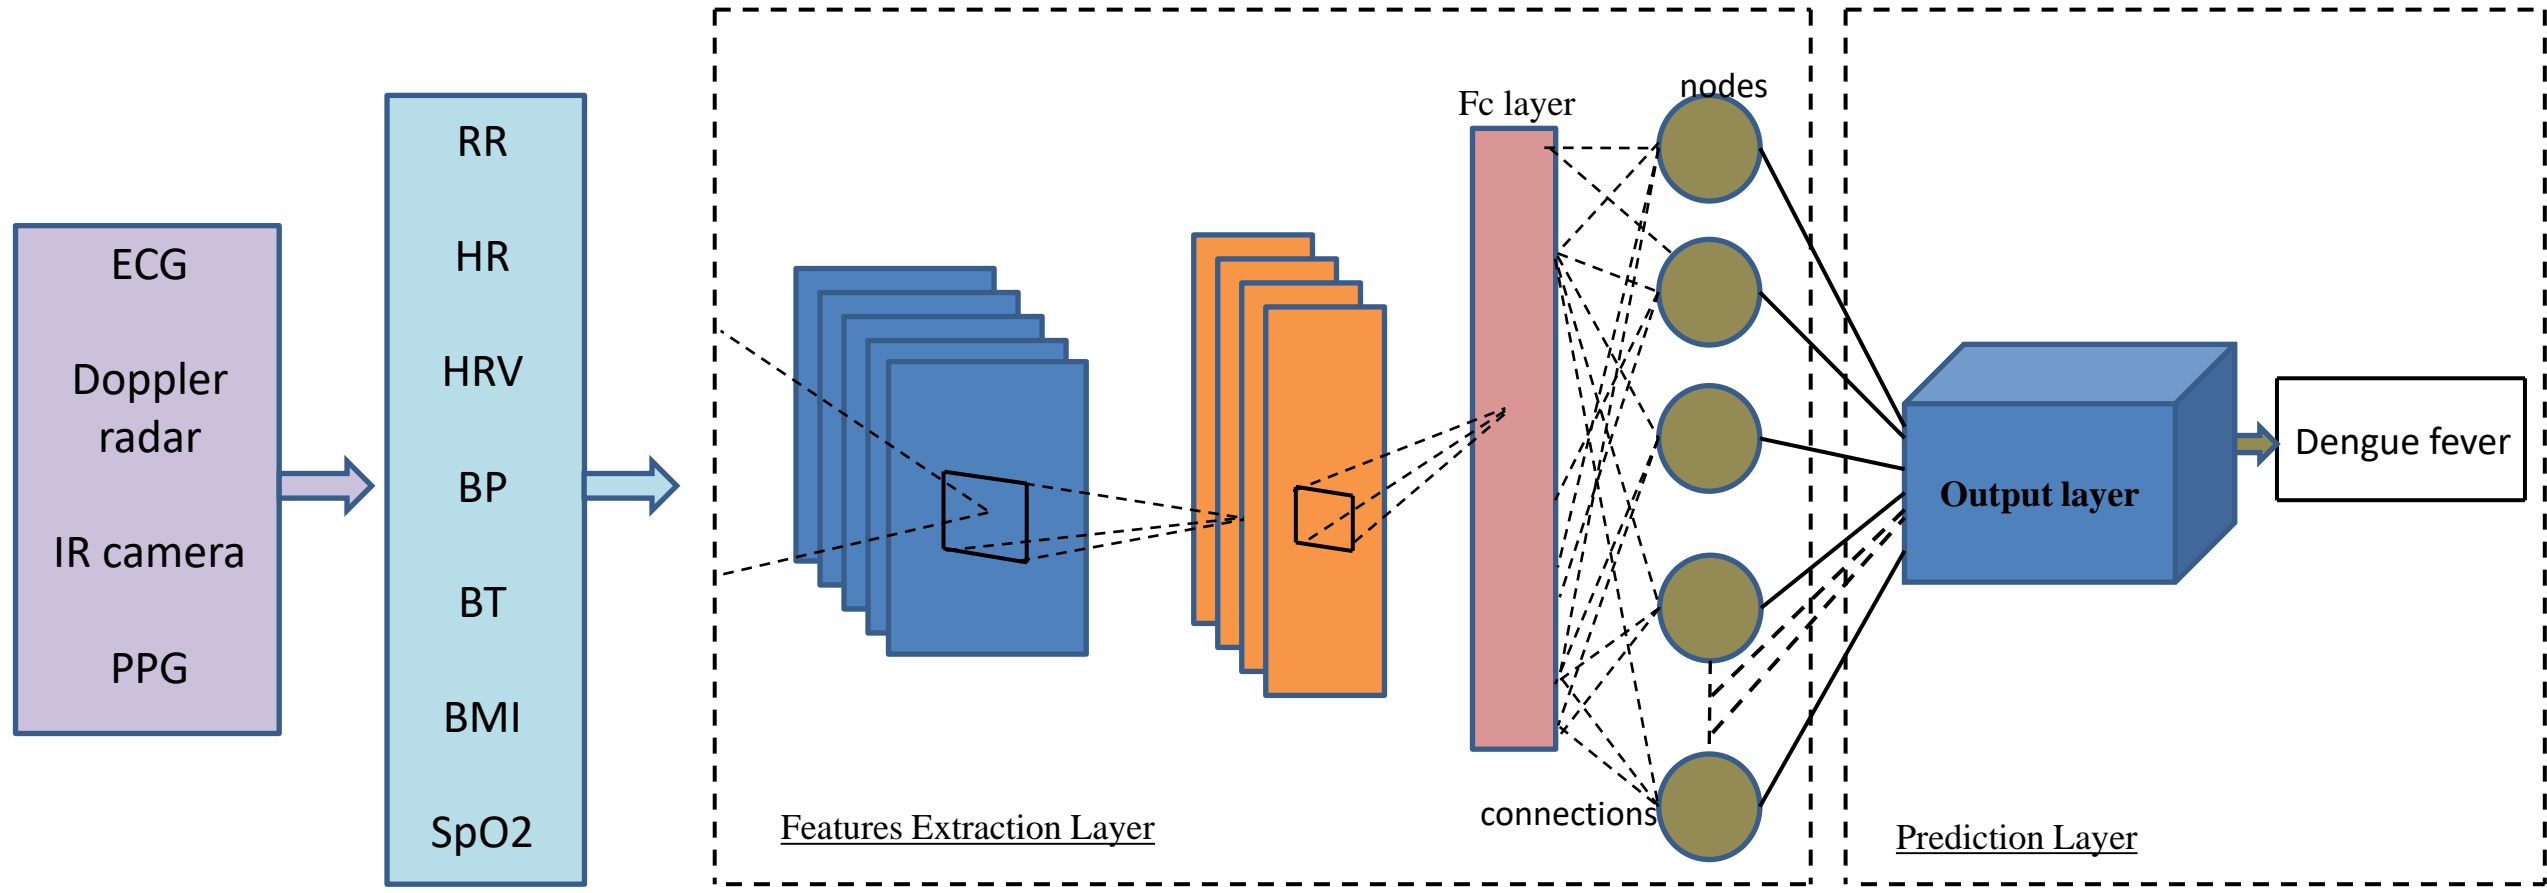 ECG
Doppler
radar
IR camera
PPG
RR
HR
HRV
BP
BT
BMI
SpO2
Features Extraction Layer
Fc layer
nodes
connections
Output layer
Prediction Layer
Dengue fever